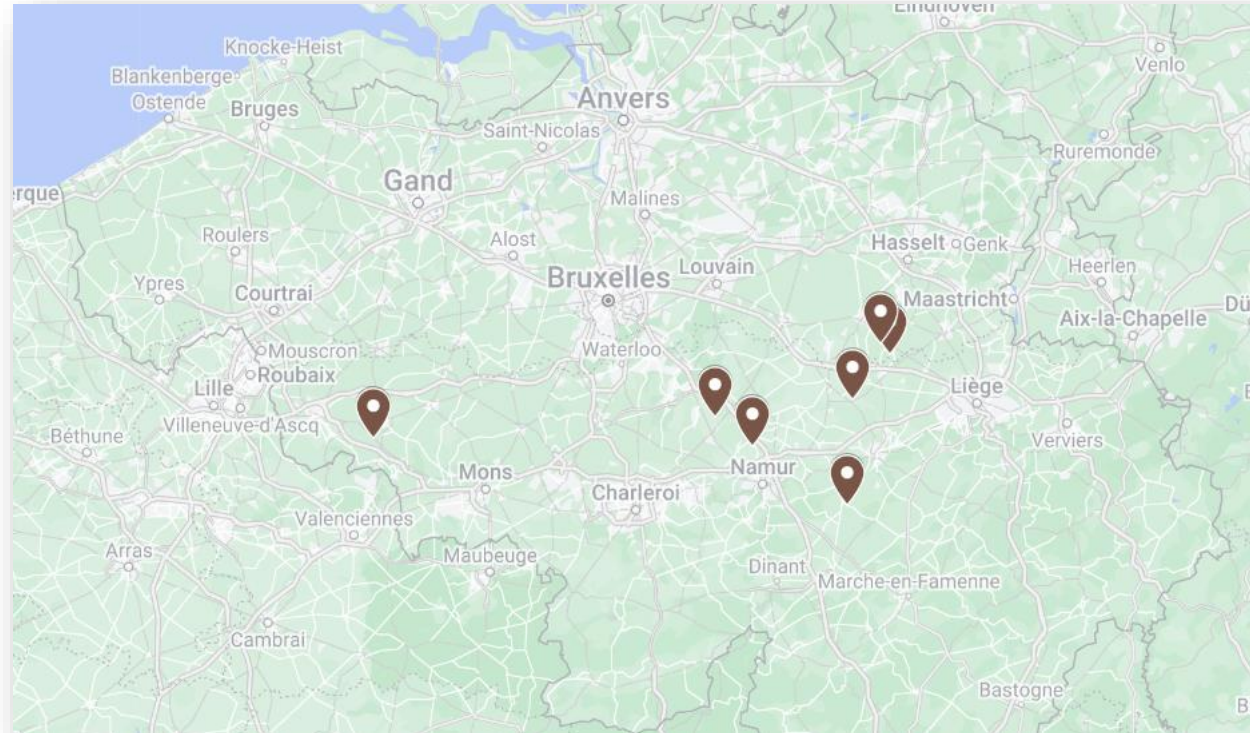 Eindhoven
Knocke-Heist
Venlo
Blankenberge
Ostende
Bruges
Anvers
Saint-Nicolas
Ruremonde
erque
Gand
Malines
Roulers
Alost
Hasselt
Genk
Ypres
Courtrai
Bruxelles
Louvain
Heerlen
Maastricht
Dü
Aix-la-Chapelle
Mouscron
Waterloo
Roubaix
Lille
Liège
Villeneuve-d'Ascq
Béthune
Verviers
Mons
Namur
Charleroi
Valenciennes
Arras
Maubeuge
Dinant
Marche-en-Famenne
Cambrai
Bastogne
B